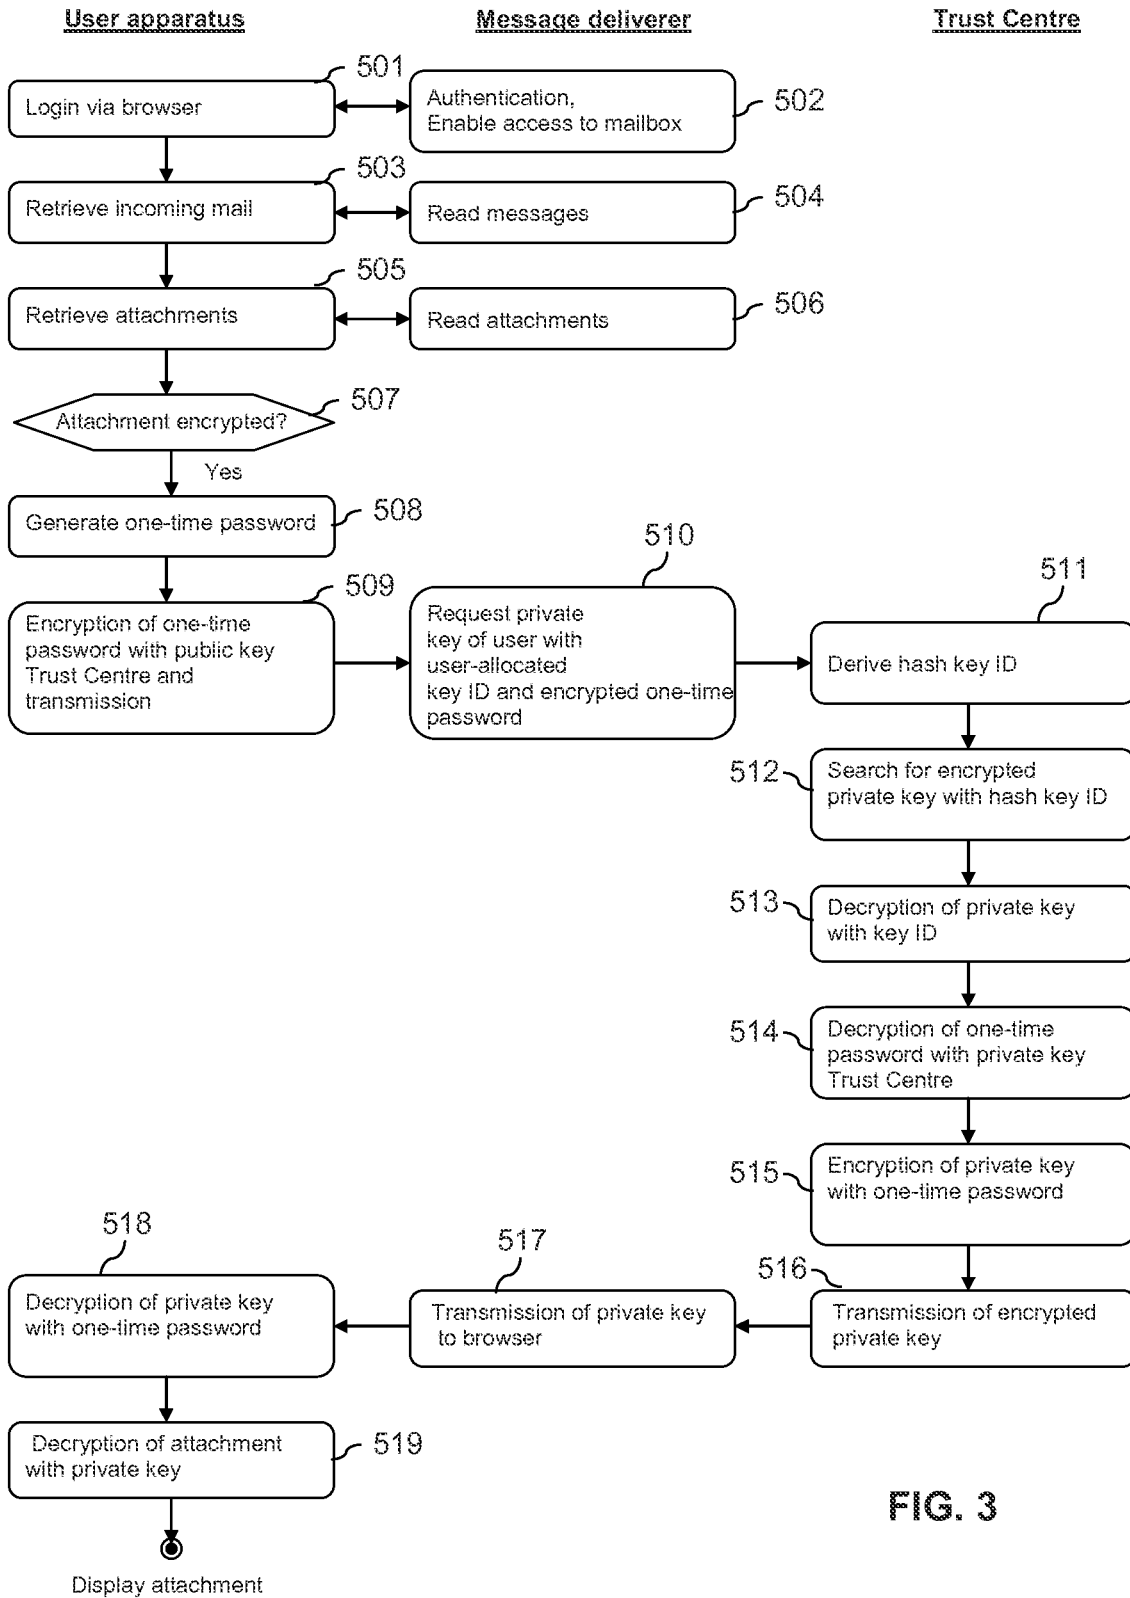 User apparatus
Message deliverer
Trust Centre
501
Login via browser
Authentication,
Enable access to mailbox
502
503
Retrieve incoming mail
Read messages
504
505
Retrieve attachments
Read attachments
506
507
Attachment encrypted?
Yes
508
Generate one-time password
509
Encryption of one-time
password with public key
Trust Centre and
transmission
510
Request private
key of user with
user-allocated
key ID and encrypted one-time
password
511
Derive hash key ID
512
Search for encrypted
private key with hash key ID
513
Decryption of private key
with key ID
514
Decryption of one-time
password with private key
Trust Centre
515
Encryption of private key
with one-time password
516
Transmission of encrypted
private key
517
Transmission of private key
to browser
518
Decryption of private key
with one-time password
519
Decryption of attachment
with private key
Display attachment
FIG. 3